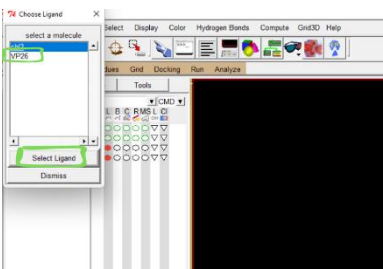 Choose Ligand
select a molecule
VP26
Select Ligand
Dismiss
Select Display Color Hydrogen Bonds Compute Grid3D Help
Grid Docking Run Analyze
Tools
CMD
L B C R MS L Cl